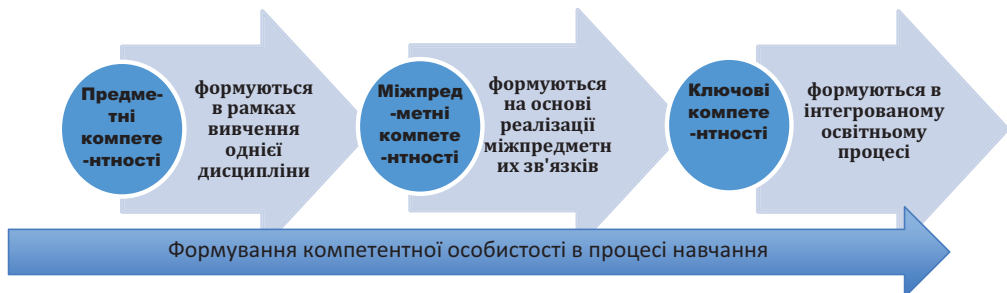 Предме-
тні
компете
-нтності
формуються
в рамках
вивчення
однієї
дисципліни
Міжпред
-метні
компете
-нтності
формуються
на основі
реалізації
міжпредметн
их зв'язків
Ключові
компете
-нтності
формуються в
інтегрованому
освітньому
процесі
Формування компетентної особистості в процесі навчання